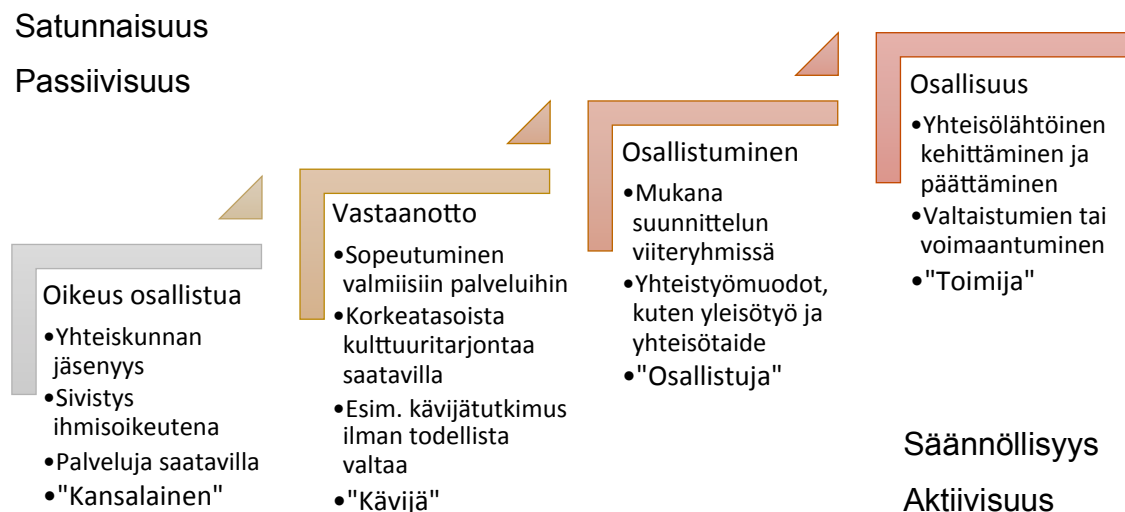 Satunnaisuus
Passiivisuus
Oikeus osallistua
•Yhteiskunnan
jäsenyys
•Sivistys
ihmisoikeutena
•Palveluja saatavilla
•"Kansalainen"
Vastaanotto
•Sopeutuminen
valmiisiin palveluihin
•Korkeatasoista
kulttuuritarjontaa
saatavilla
•Esim. kävijätutkimus
ilman todellista
valtaa
•"Kävijä"
Osallistuminen
•Mukana
suunnittelun
viiteryhmissä
•Yhteistyömuodot,
kuten yleisötyö ja
yhteisötaide
•"Osallistuja"
Osallisuus
•Yhteisölähtöinen
kehittäminen ja
päättäminen
•Valtaistumien tai
voimaantuminen
•"Toimija"
Säännöllisyys
Aktiivisuus